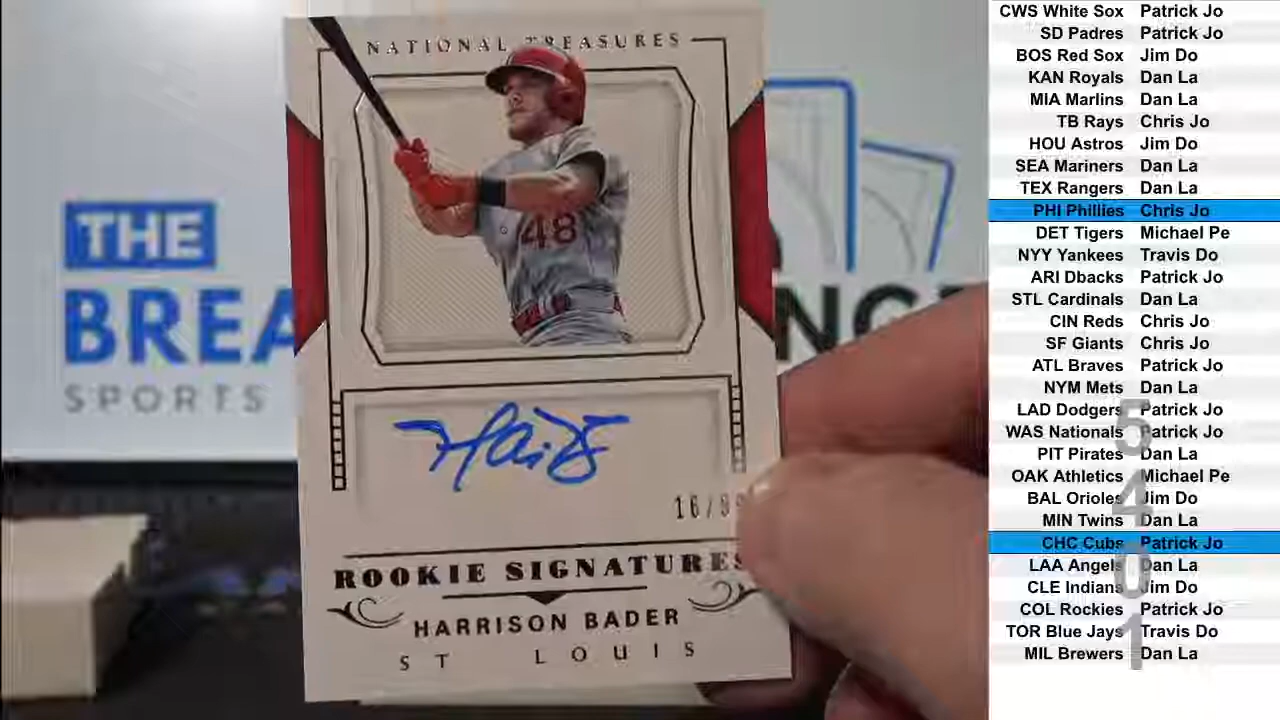 THE
BREA
NGE
SPORTS
NATIONAL TREASURES
48
16/99
ROOKIE SIGNATURES
HARRISON BADER
ST LOUIS
CWS White Sox Patrick Jo
SD Padres Patrick Jo
BOS Red Sox Jim Do
KAN Royals Dan La
MIA Marlins Dan La
TB Rays Chris Jo
HOU Astros Jim Do
SEA Mariners Dan La
TEX Rangers Dan La
PHI Phillies Chris Jo
DET Tigers Michael Pe
NYY Yankees Travis Do
ARI Dbacks Patrick Jo
STL Cardinals Dan La
CIN Reds Chris Jo
SF Giants Chris Jo
ATL Braves Patrick Jo
NYM Mets Dan La
LAD Dodgers Patrick Jo
WAS Nationals Patrick Jo
PIT Pirates Dan La
OAK Athletics Michael Pe
BAL Orioles Jim Do
MIN Twins Dan La
CHC Cubs Patrick Jo
LAA Angels Dan La
CLE Indians Jim Do
COL Rockies Patrick Jo
TOR Blue Jays Travis Do
MIL Brewers Dan La
5
4
0
1